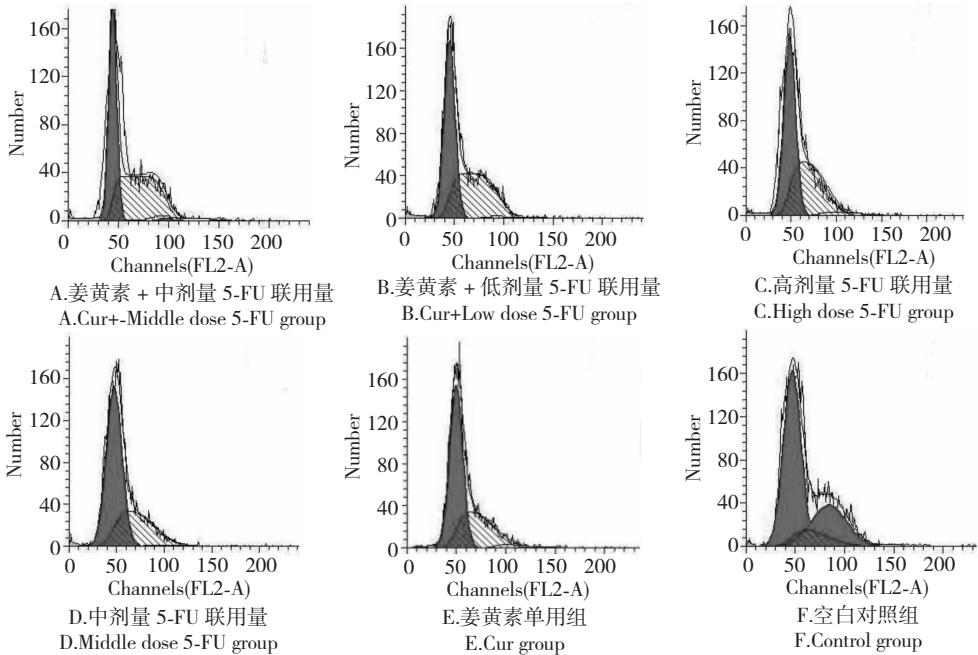 160
120
80
40
0
Number
0 50 100 150 200
Channels(FL2-A)
A.姜黄素 + 中剂量 5-FU 联用量
A.Cur+-Middle dose 5-FU group
160
120
80
40
0
Number
0 50 100 150 200
Channels(FL2-A)
B.姜黄素 + 低剂量 5-FU 联用量
B.Cur+Low dose 5-FU group
160
120
80
40
0
Number
0 50 100 150 200
Channels(FL2-A)
C.高剂量 5-FU 联用量
C.High dose 5-FU group
160
120
80
40
0
Number
0 50 100 150 200
Channels(FL2-A)
D.中剂量 5-FU 联用量
D.Middle dose 5-FU group
160
120
80
40
0
Number
0 50 100 150 200
Channels(FL2-A)
E.姜黄素单用组
E.Cur group
160
120
80
40
0
Number
0 50 100 150 200
Channels(FL2-A)
F.空白对照组
F.Control group